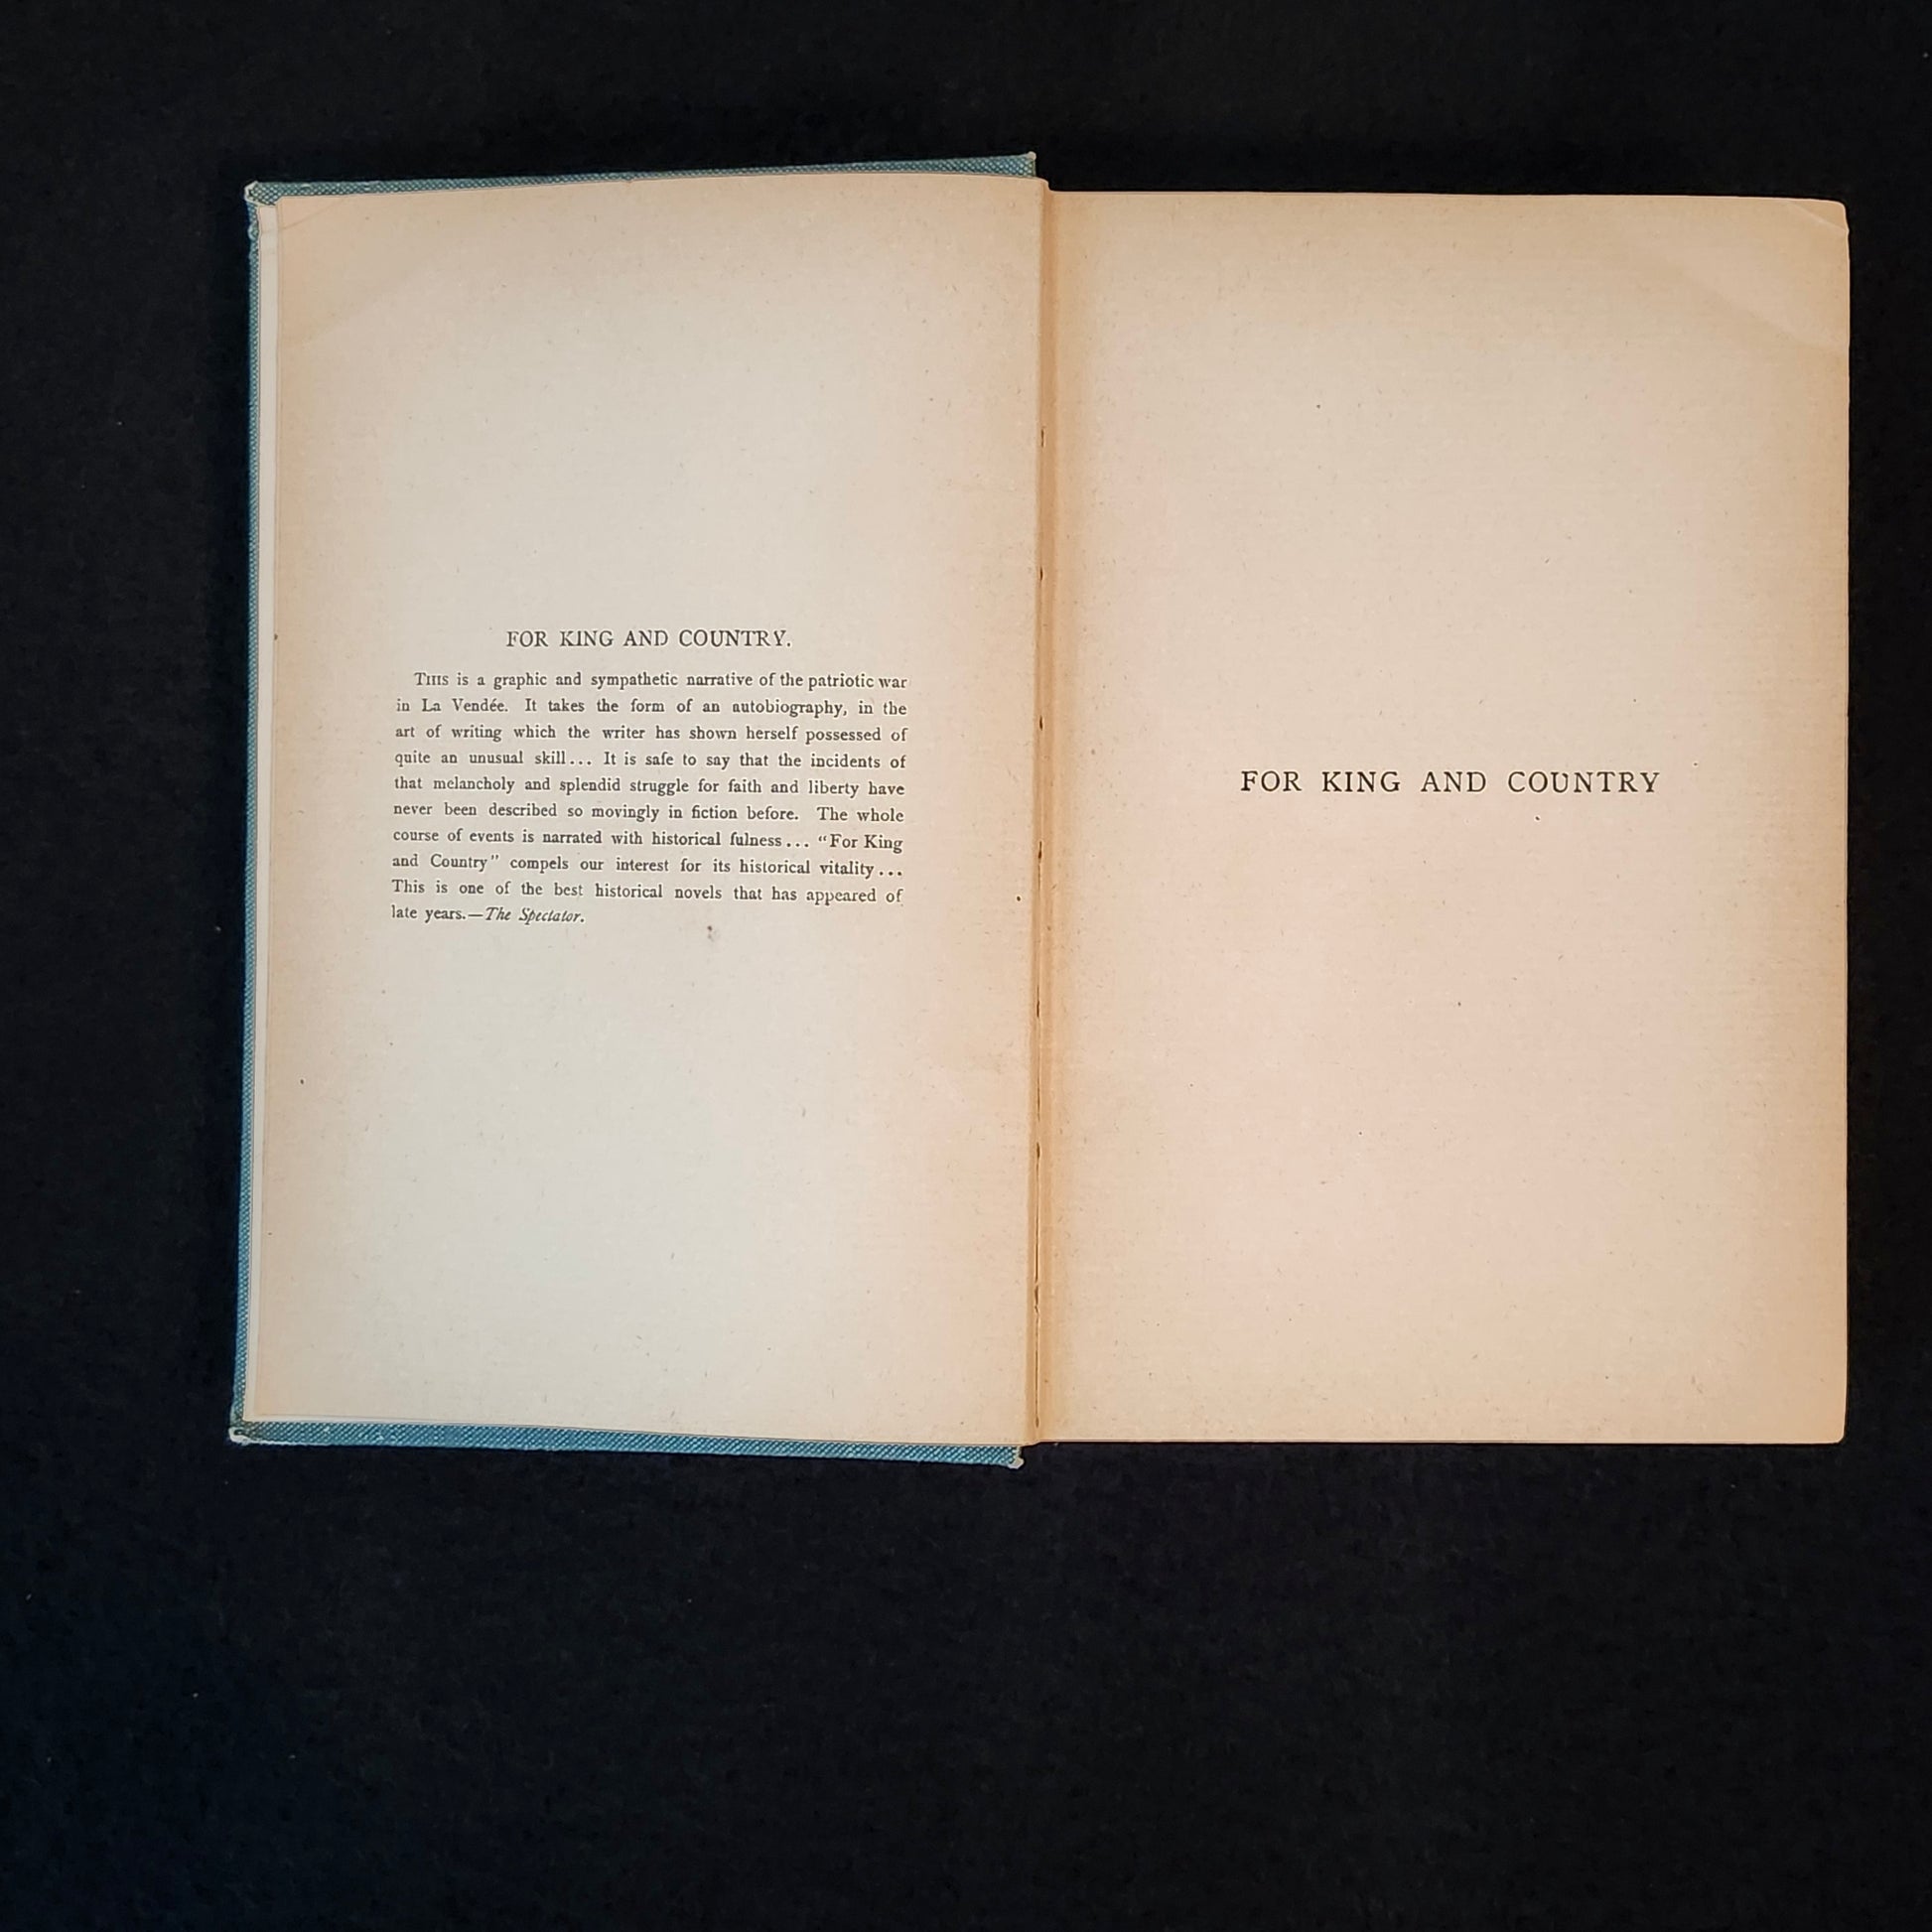 FOR KING AND COUNTRY.
THIS is a graphic and sympathetic narrative of the patriotic war
in La Vendée. It takes the form of an autobiography, in the
art of writing which the writer has shown herself possessed of
quite an unusual skill... It is safe to say that the incidents of
that melancholy and splendid struggle for faith and liberty have
never been described so movingly in fiction before. The whole
course of events is narrated with historical fulness... “For King
and Country” compels our interest for its historical vitality...
This is one of the best historical novels that has appeared of
late years.—The Spectator.
FOR KING AND COUNTRY